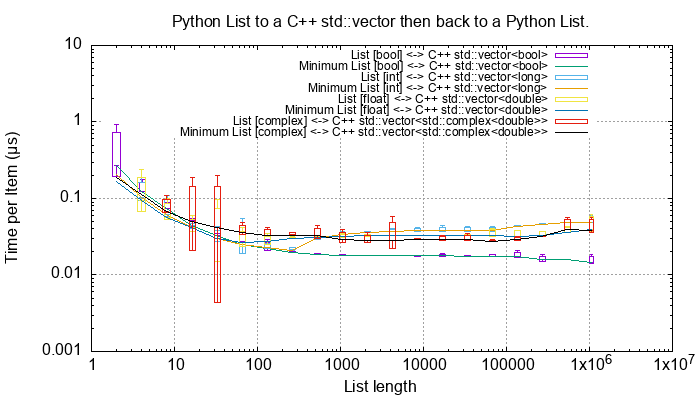 Python List to a C++ std::vector then back to a Python List.
10
List [bool] <-> C++ std::vector<bool>
Minimum List [bool] <-> C++ std::vector<bool>
List [int] <-> C++ std::vector<long>
Minimum List [int] <-> C++ std::vector<long>
List [float] <-> C++ std::vector<double>
Minimum List [float] <-> C++ std::vector<double>
List [complex] <-> C++ std::vector<std::complex<double>>
Minimum List [complex] <-> C++ std::vector<std::complex<double>>
1
0.1
0.01
0.001
Time per Item (µs)
1 10 100 1000 10000 100000 1x10⁶ 1x10⁷
List length